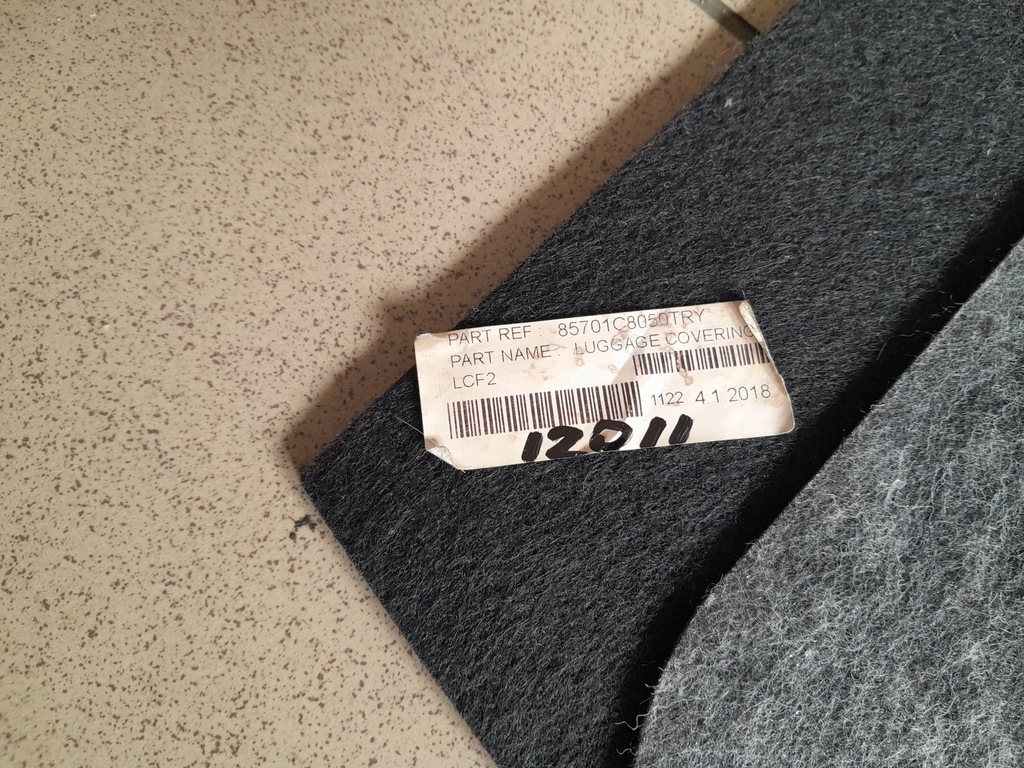 PART REF : 85701C8050TRY
PART NAME : LUGGAGE COVERING
LCF2
1122 4 1 2018
12011